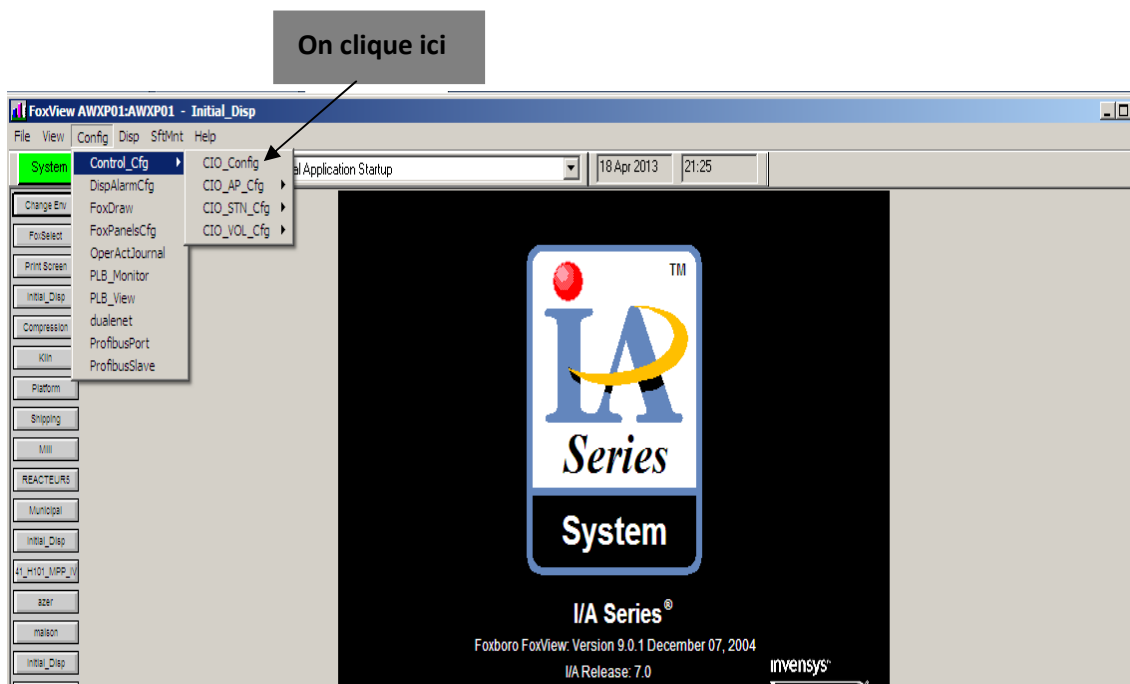 On clique ici
FoxView AWXP01:AWXP01 - Initial_Disp
File View Config Disp SftMnt Help
System
al Application Startup
18 Apr 2013
21:25
Control_Cfg
DispAlarmCfg
FoxDraw
FoxPanelsCfg
OperActJournal
PLB_Monitor
PLB_View
dualenet
ProfibusPort
ProfibusSlave
CIO_Config
CIO_AP_Cfg
CIO_STN_Cfg
CIO_VOL_Cfg
Change Env
FoxSelect
Print Screen
Initial_Disp
Compression
Kiln
Platform
Shipping
Mill
REACTEURS
Municipal
Initial_Disp
41_H101_MPP_IV
azer
maison
Initial_Disp
TM
IA
Series
System
I/A Series®
Foxboro FoxView: Version 9.0.1 December 07, 2004
I/A Release: 7.0
invensys